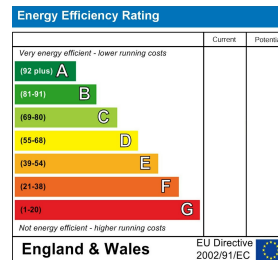 Energy Efficiency Rating
Current
Very energy efficient - lower running costs
(92 plus) A
(81-91) B
(69-80) C
(55-68) D
(39-54) E
(21-38) F
(1-20) G
Not energy efficient - higher running costs
England & Wales
EU Directive
2002/91/EC